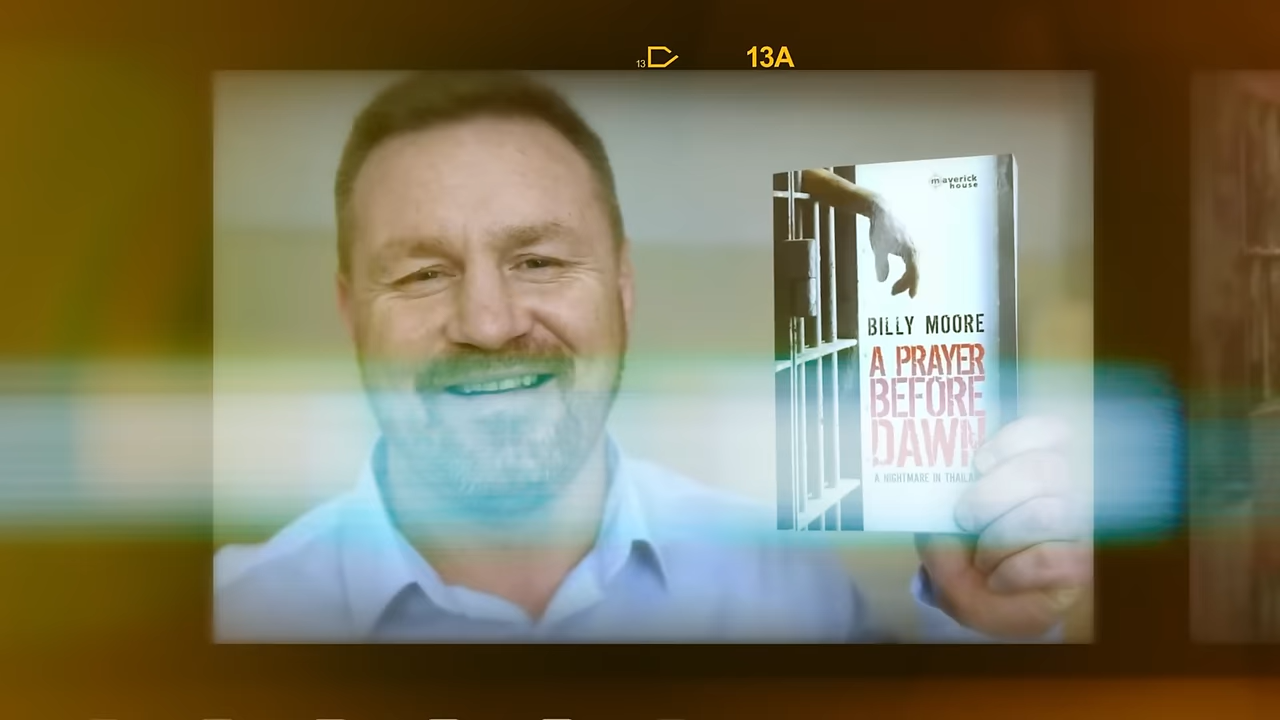 13 13A
maverick
house
BILLY MOORE
A PRAYER
BEFORE
DAWN
A NIGHTMARE IN